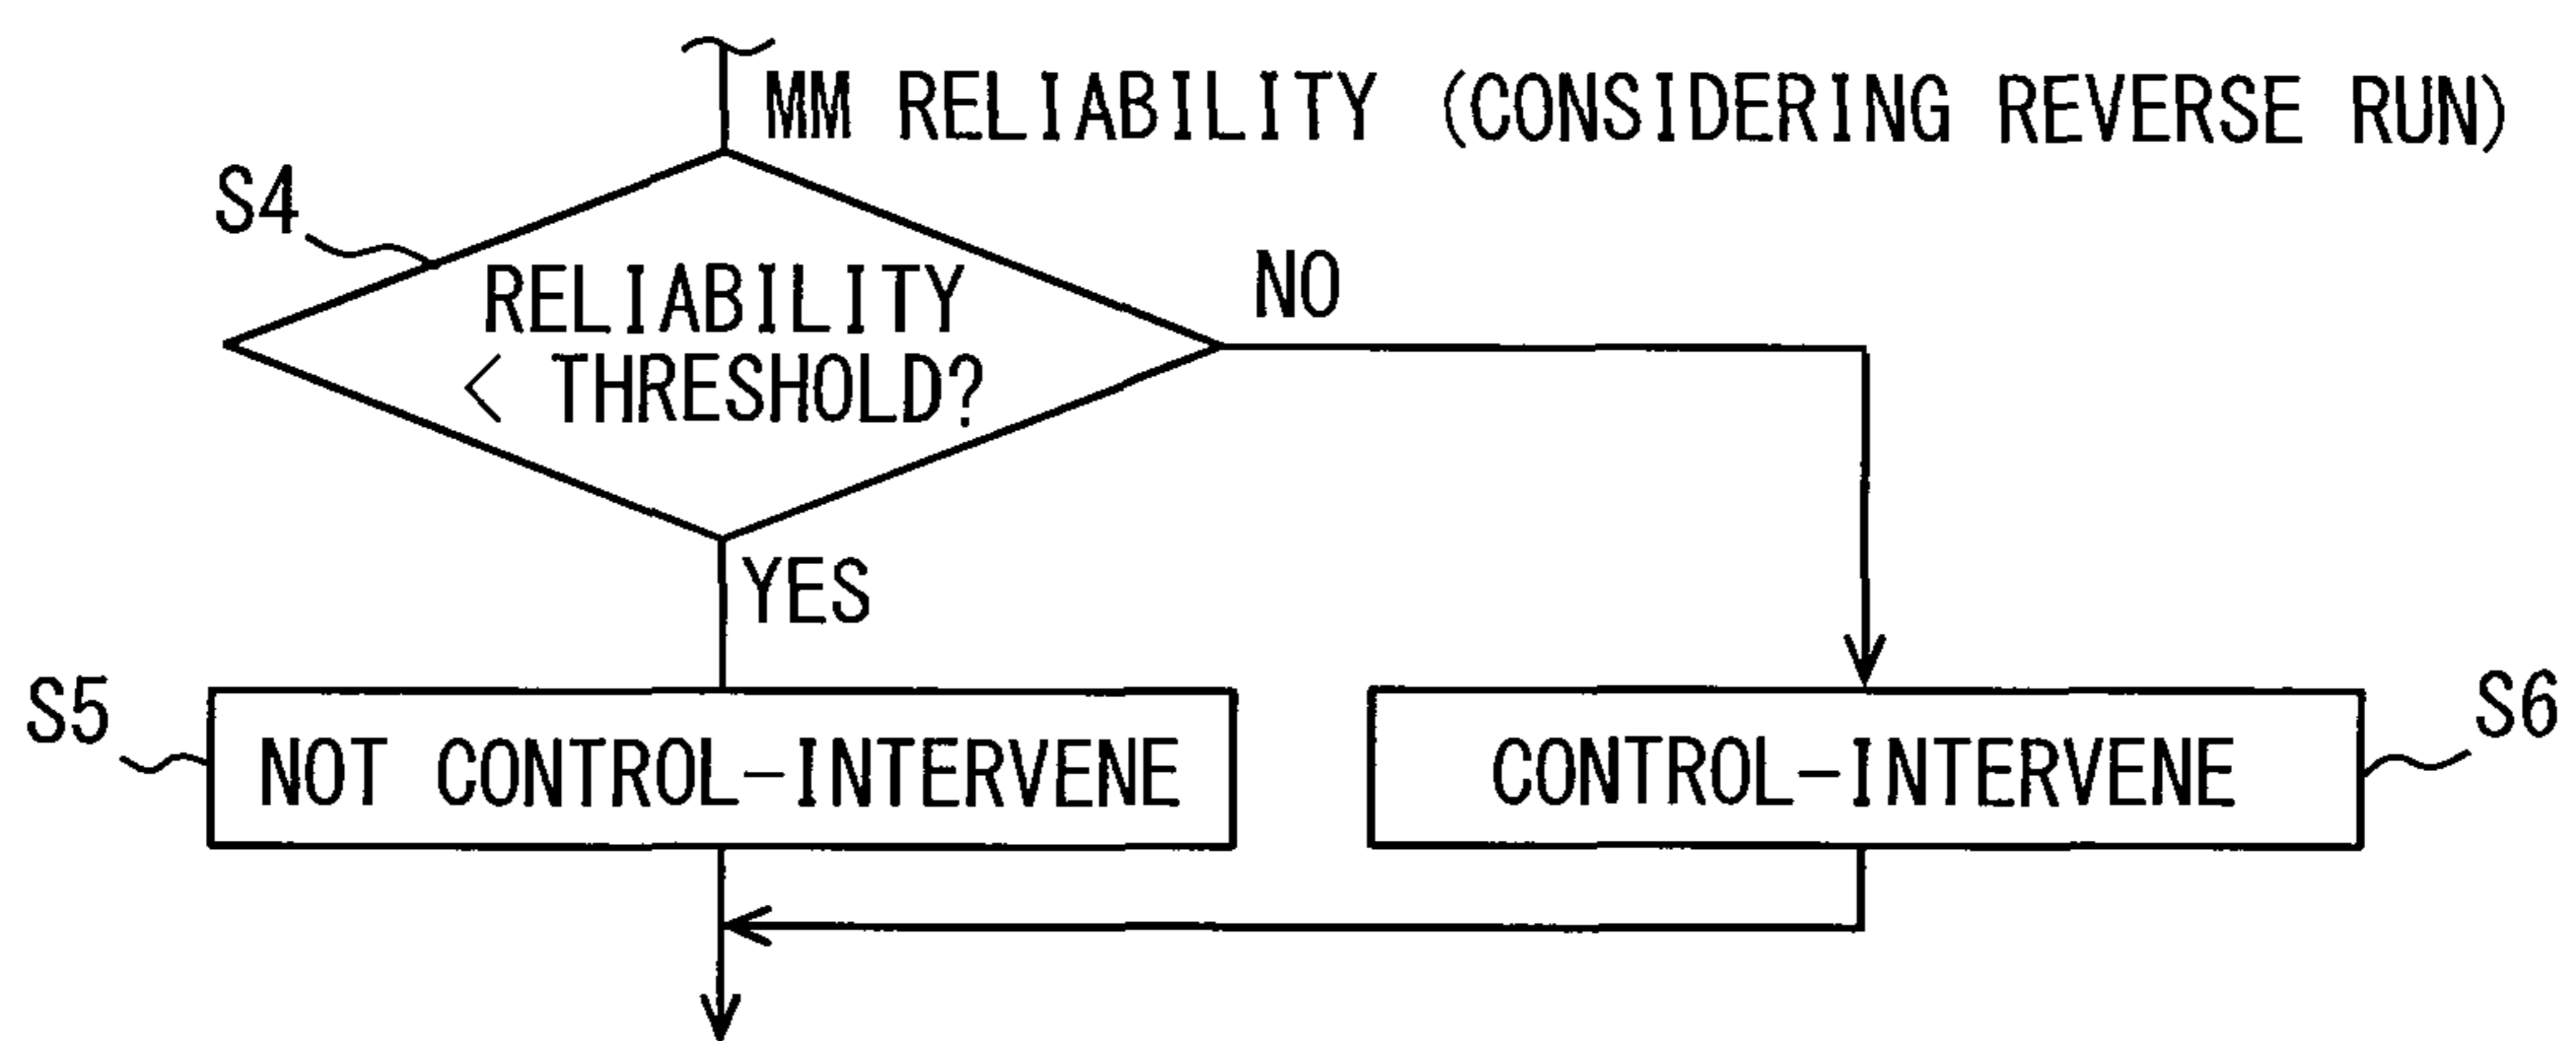 MM RELIABILITY (CONSIDERING REVERSE RUN)
S4
RELIABILITY
< THRESHOLD?
NO
YES
S5
NOT CONTROL-INTERVENE
CONTROL-INTERVENE
S6